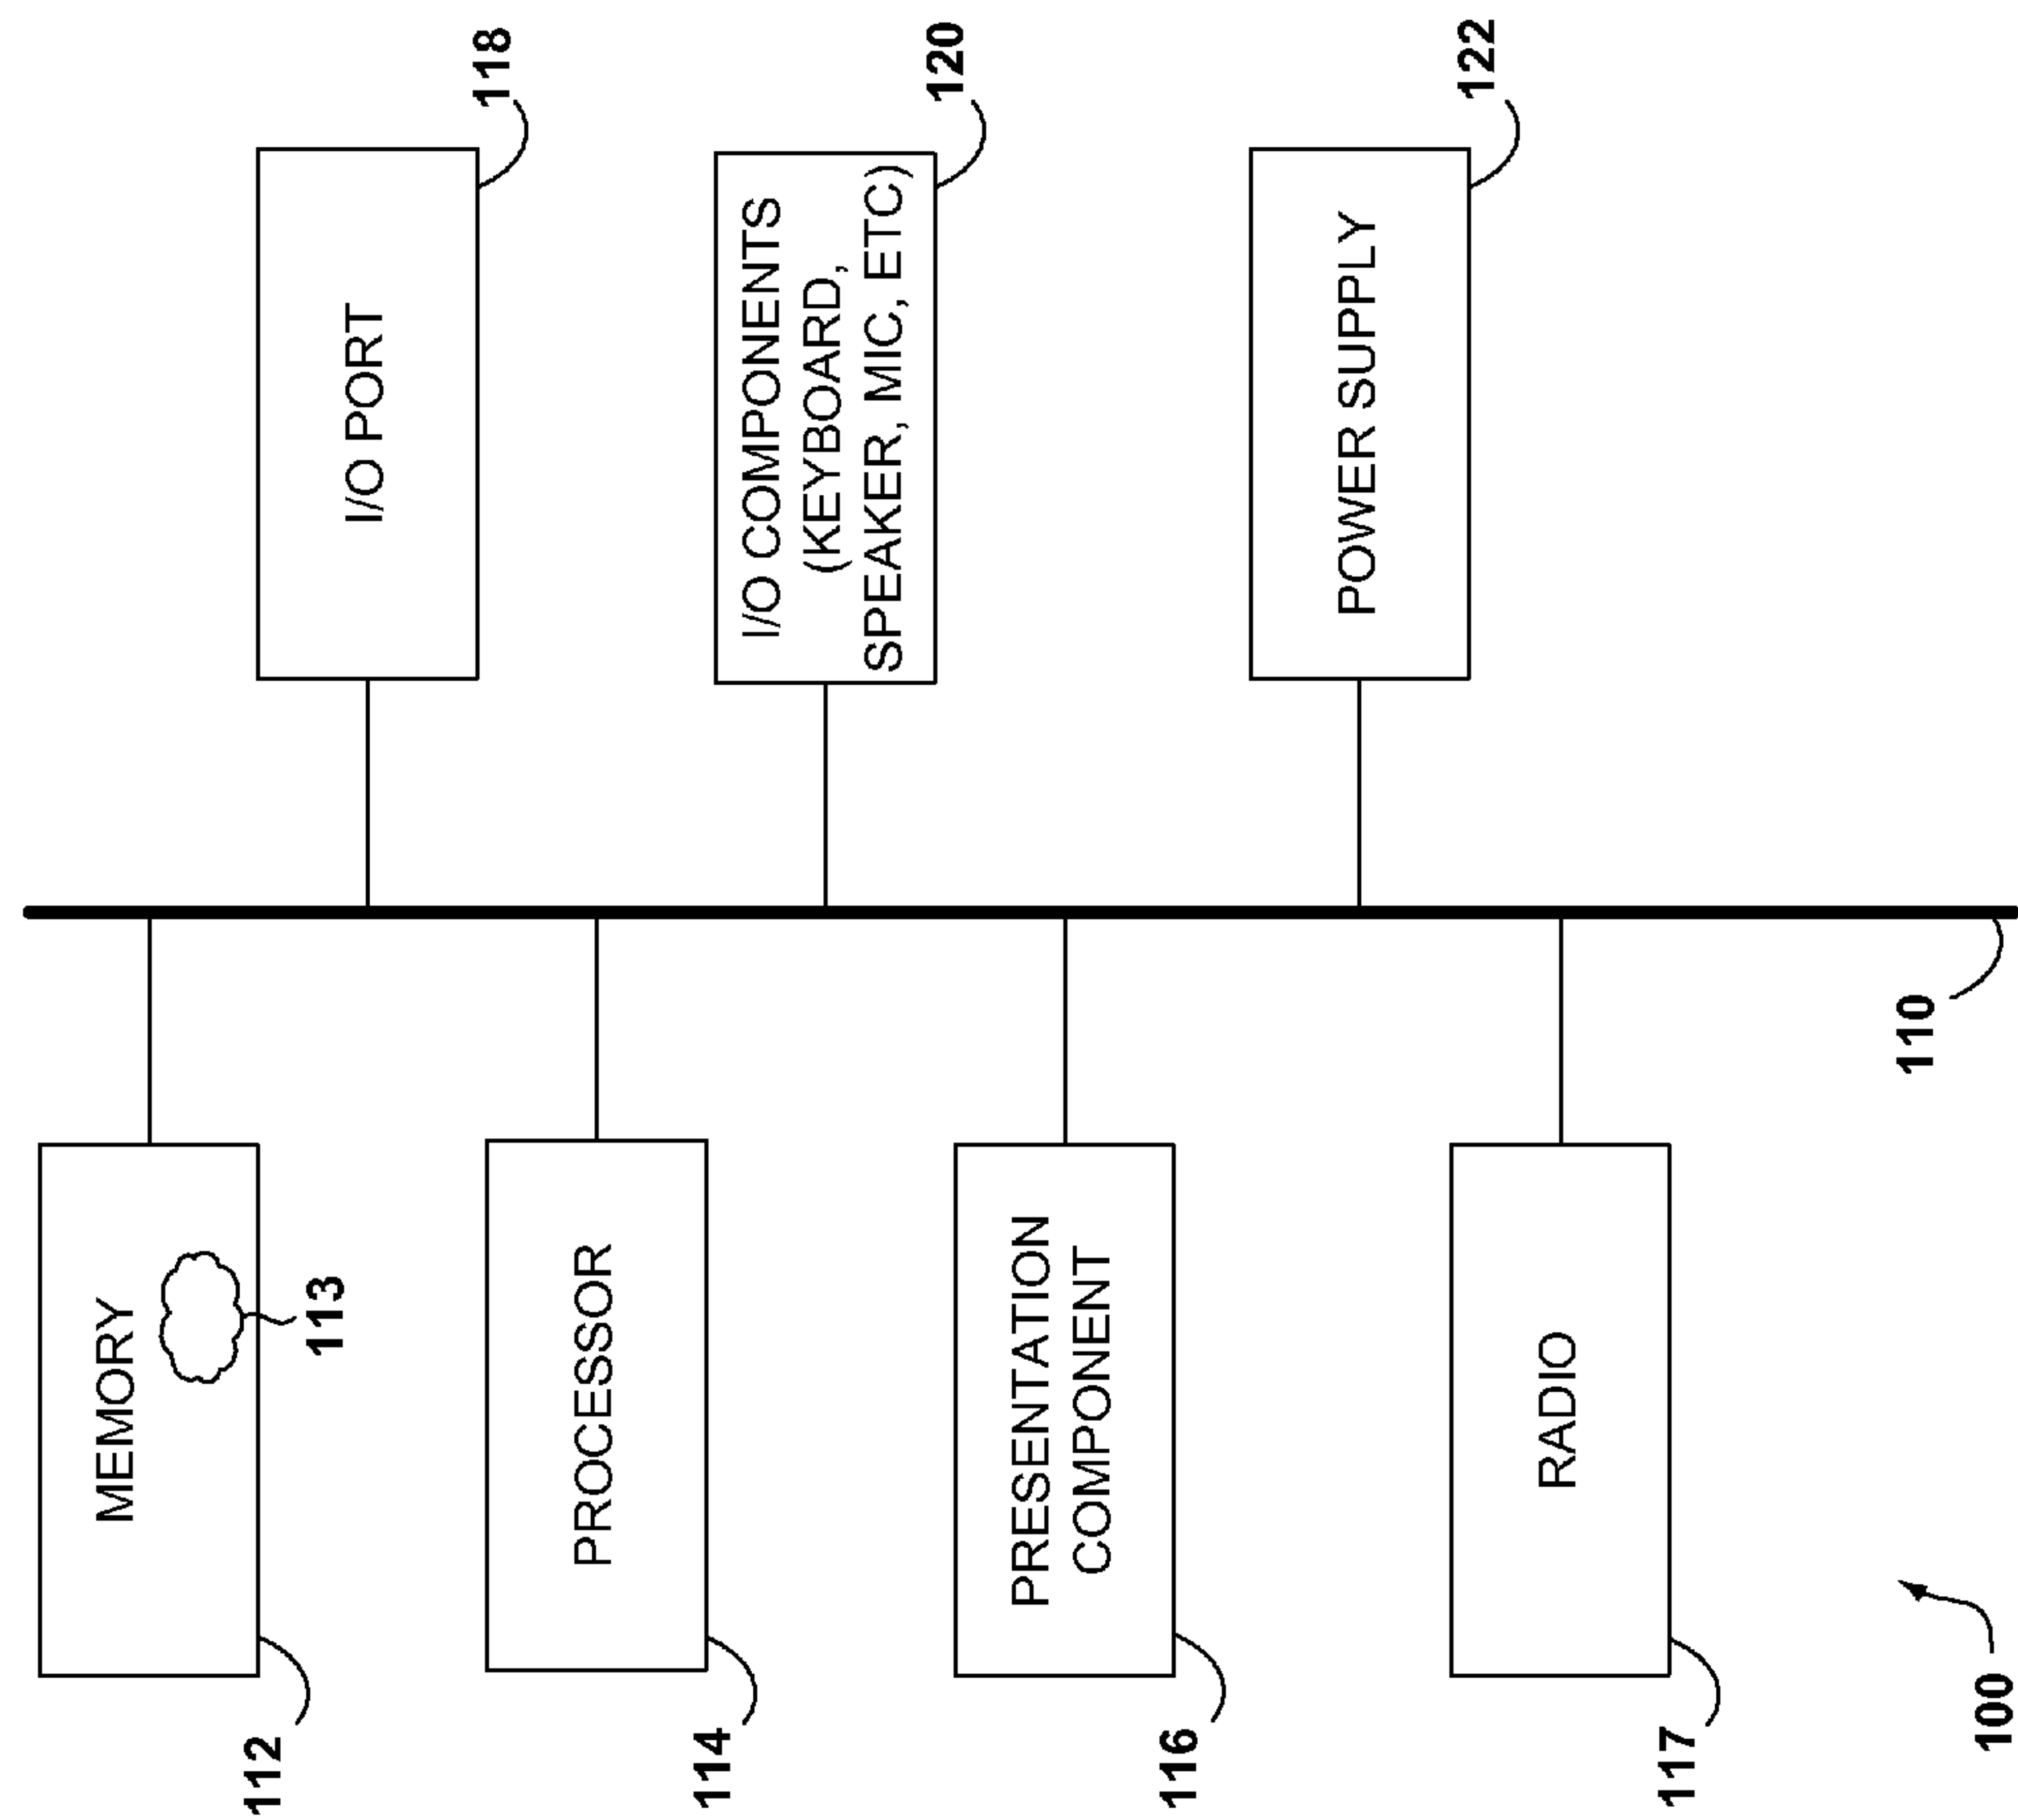 MEMORY
113
112
PROCESSOR
114
PRESENTATION
COMPONENT
116
RADIO
117
I/O PORT
118
I/O COMPONENTS
(KEYBOARD,
SPEAKER, MIC, ETC)
120
POWER SUPPLY
122
110
100